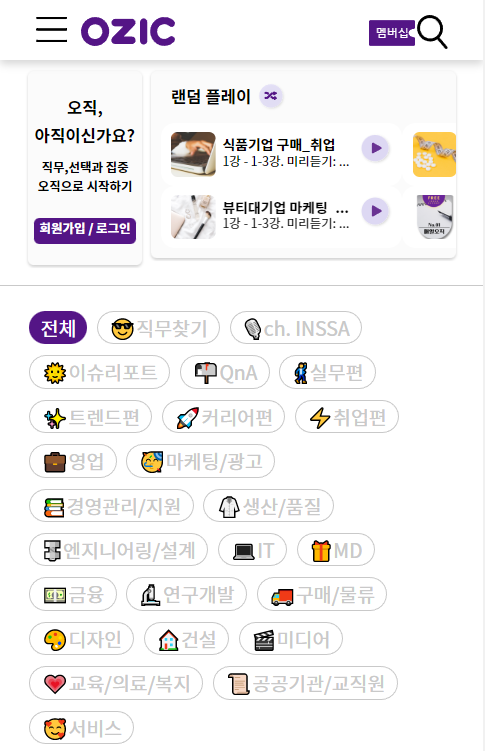 OZIC
멤버십
오직,
아직이신가요?
직무,선택과 집중
오직으로 시작하기
회원가입 / 로그인
랜덤 플레이
식품기업 구매_취업
1강 - 1-3강. 미리듣기: ...
뷰티대기업 마케팅_ ...
1강 - 1-3강. 미리듣기: ...
FREE
No.01
매일오직
전체
직무찾기
ch. INSSA
이슈리포트
QnA
실무편
트렌드편
커리어편
취업편
영업
마케팅/광고
경영관리/지원
생산/품질
엔지니어링/설계
IT
MD
금융
연구개발
구매/물류
디자인
건설
미디어
교육/의료/복지
공공기관/교직원
서비스